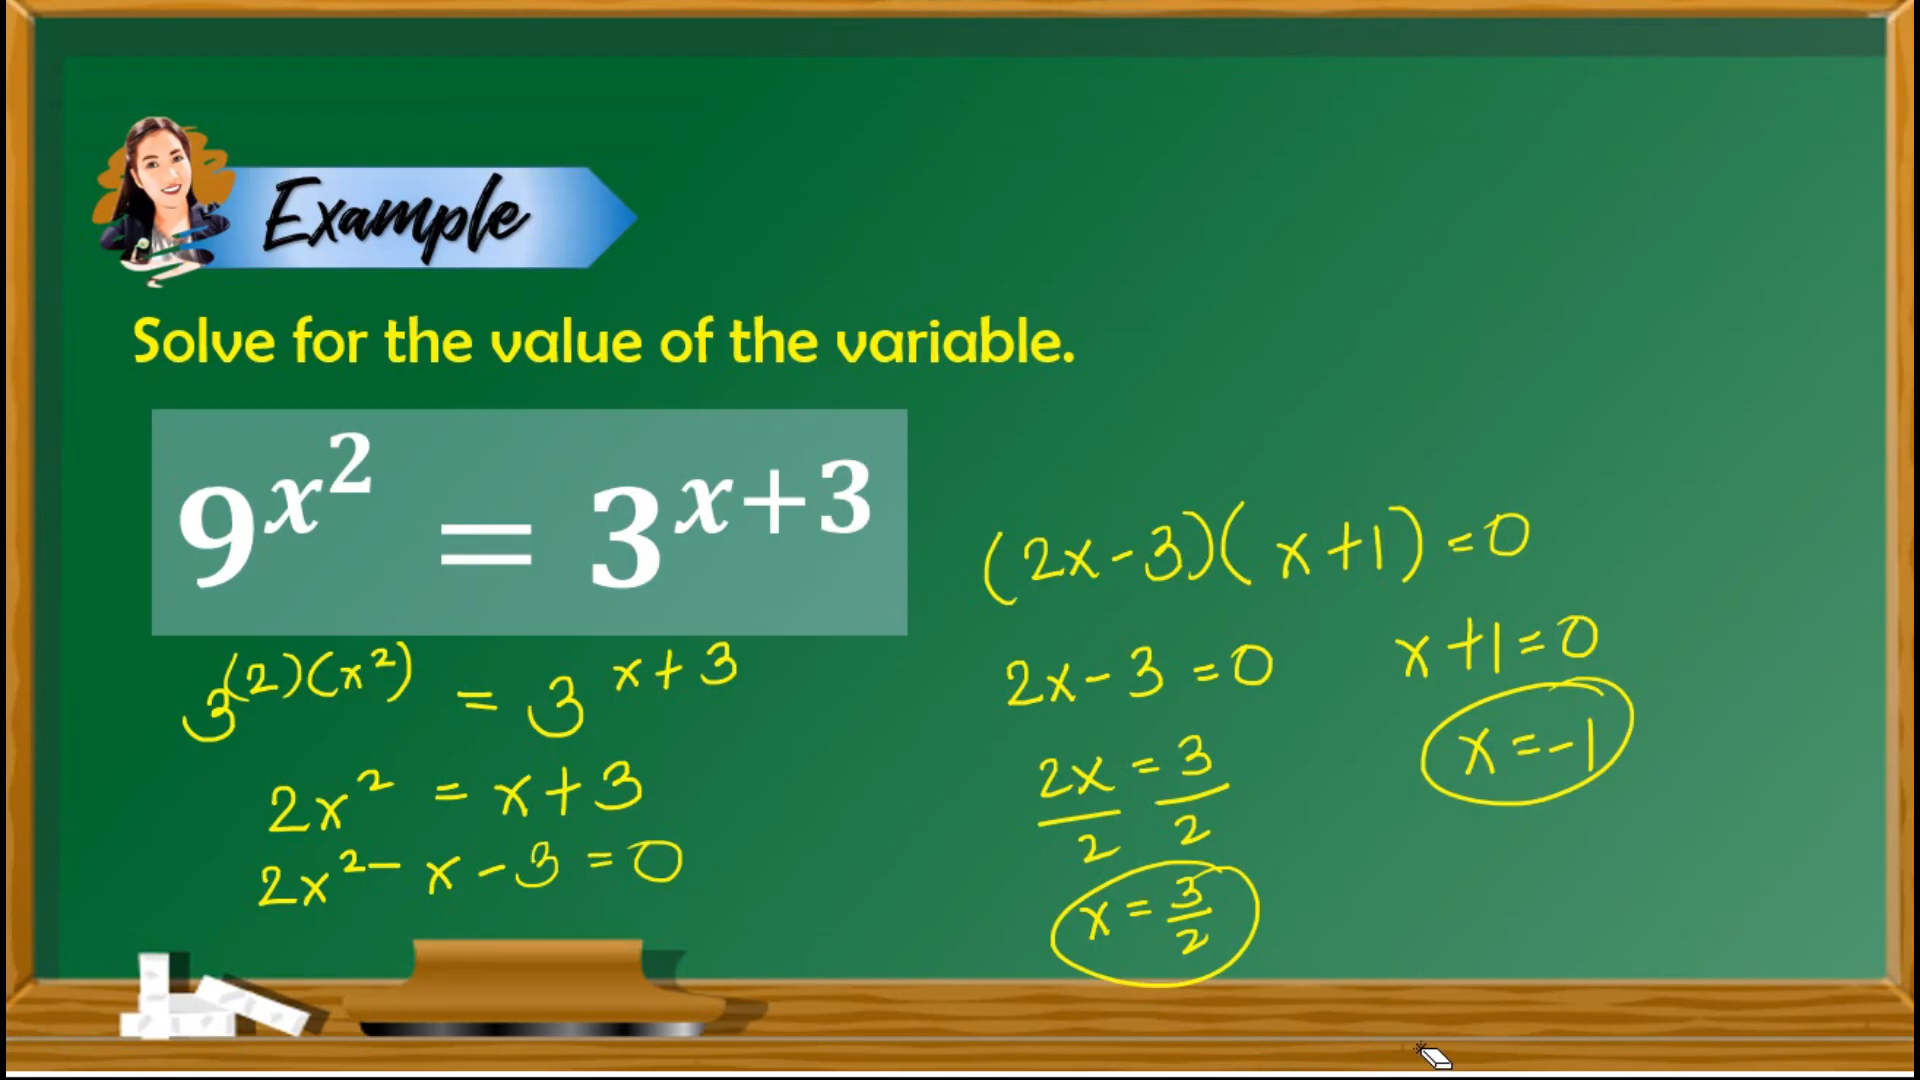 Example
Solve for the value of the variable.
9^{x^2} = 3^{x+3}
3^{(2)(x^2)} = 3^{x+3}
2x^2 = x+3
2x^2 - x - 3 = 0
(2x-3)(x+1) = 0
2x - 3 = 0
2x/2 = 3/2
x = 3/2
x+1 = 0
x = -1